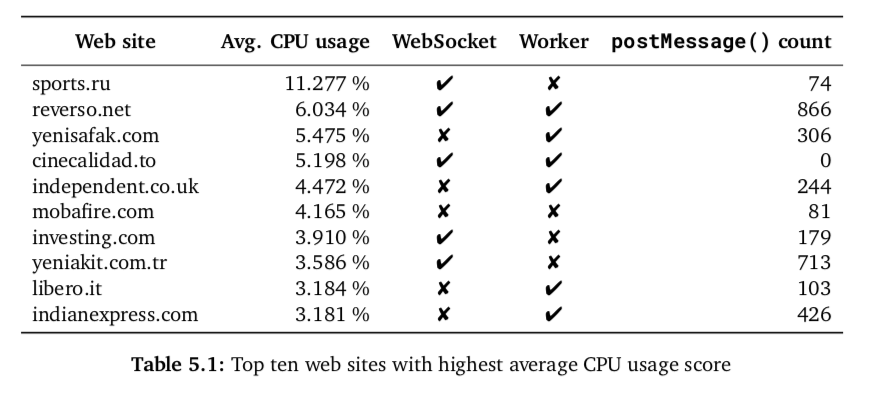 Web site Avg. CPU usage WebSocket Worker postMessage() count
sports.ru 11.277 % ✔ ✘ 74
reverso.net 6.034 % ✔ ✔ 866
yenisafak.com 5.475 % ✘ ✔ 306
cinecalidad.to 5.198 % ✔ ✔ 0
independent.co.uk 4.472 % ✘ ✔ 244
mobafire.com 4.165 % ✘ ✘ 81
investing.com 3.910 % ✔ ✘ 179
yeniakit.com.tr 3.586 % ✔ ✘ 713
libero.it 3.184 % ✘ ✔ 103
indianexpress.com 3.181 % ✘ ✔ 426
Table 5.1: Top ten web sites with highest average CPU usage score